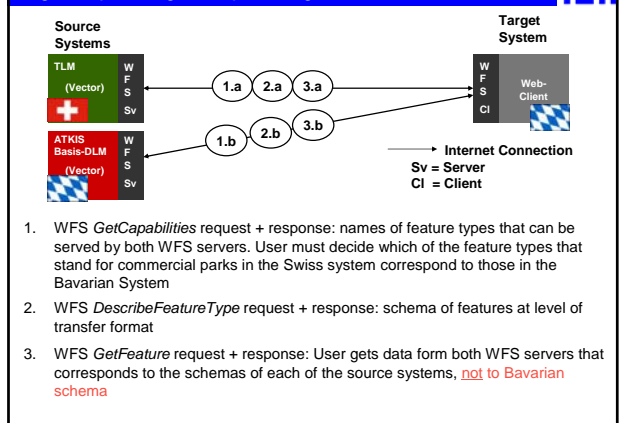 Source
Systems
Target
System
TLM
(Vector)
W
F
S
Sv
1.a
2.a
3.a
W
F
S
Cl
Web-
Client
ATKIS
Basis-DLM
(Vector)
W
F
S
Sv
1.b
2.b
3.b
Internet Connection
Sv = Server
Cl = Client
1. WFS GetCapabilities request + response: names of feature types that can be
served by both WFS servers. User must decide which of the feature types that
stand for commercial parks in the Swiss system correspond to those in the
Bavarian System
2. WFS DescribeFeatureType request + response: schema of features at level of
transfer format
3. WFS GetFeature request + response: User gets data form both WFS servers that
corresponds to the schemas of each of the source systems, not to Bavarian
schema